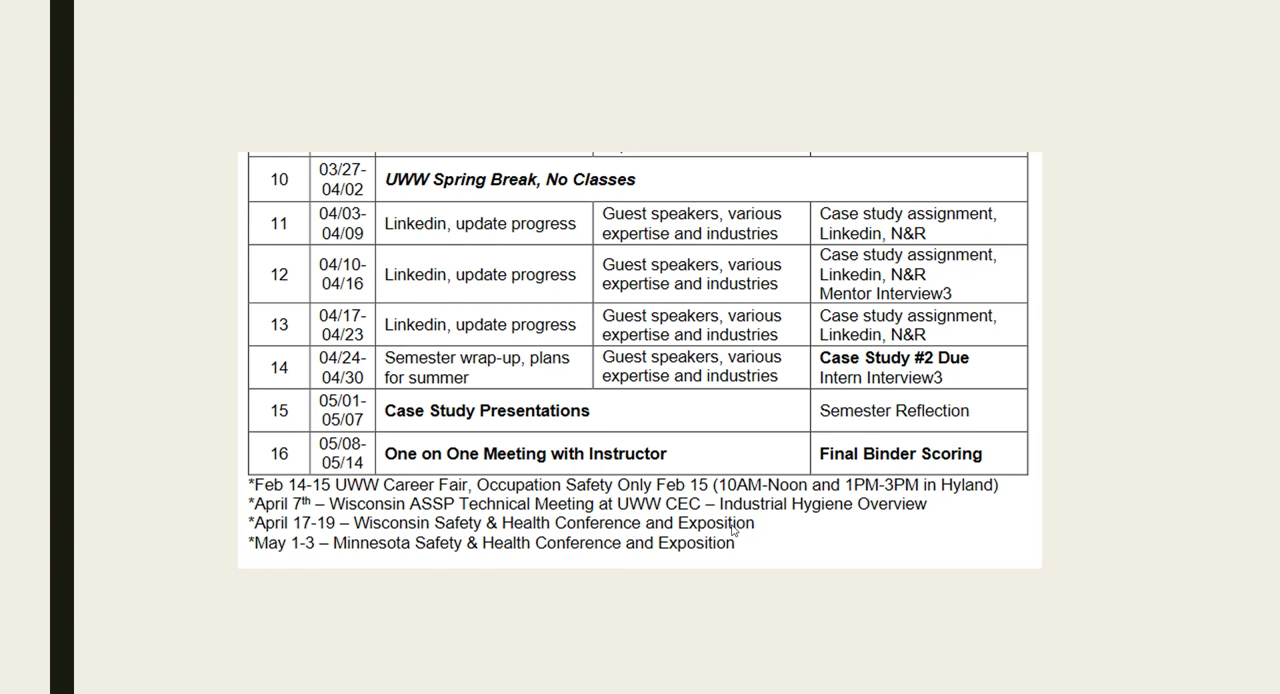 10
03/27-
04/02
UWW Spring Break, No Classes
11
04/03-
04/09
Linkedin, update progress
Guest speakers, various
expertise and industries
Case study assignment,
Linkedin, N&R
12
04/10-
04/16
Linkedin, update progress
Guest speakers, various
expertise and industries
Case study assignment,
Linkedin, N&R
Mentor Interview3
13
04/17-
04/23
Linkedin, update progress
Guest speakers, various
expertise and industries
Case study assignment,
Linkedin, N&R
14
04/24-
04/30
Semester wrap-up, plans
for summer
Guest speakers, various
expertise and industries
Case Study #2 Due
Intern Interview3
15
05/01-
05/07
Case Study Presentations
Semester Reflection
16
05/08-
05/14
One on One Meeting with Instructor
Final Binder Scoring
*Feb 14-15 UWW Career Fair, Occupation Safety Only Feb 15 (10AM-Noon and 1PM-3PM in Hyland)
*April 7th – Wisconsin ASSP Technical Meeting at UWW CEC – Industrial Hygiene Overview
*April 17-19 – Wisconsin Safety & Health Conference and Exposition
*May 1-3 – Minnesota Safety & Health Conference and Exposition